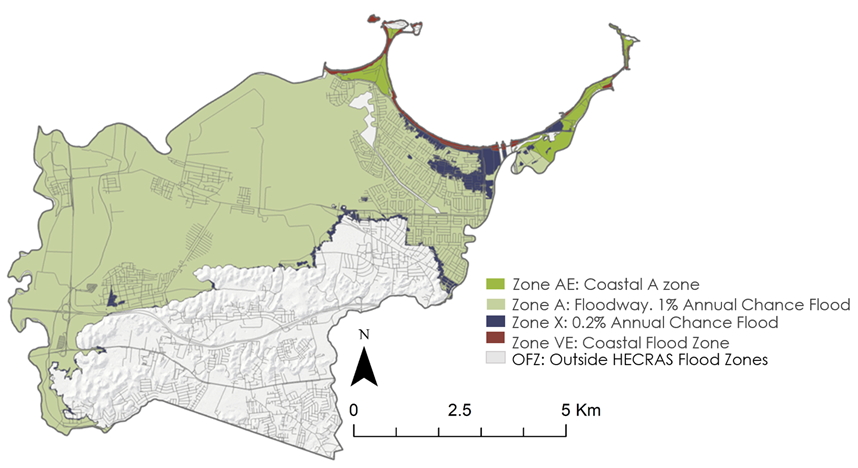 Zone AE: Coastal A zone
Zone A: Floodway. 1% Annual Chance Flood
Zone X: 0.2% Annual Chance Flood
Zone VE: Coastal Flood Zone
OFZ: Outside HECRAS Flood Zones
N
0 2.5 5 Km